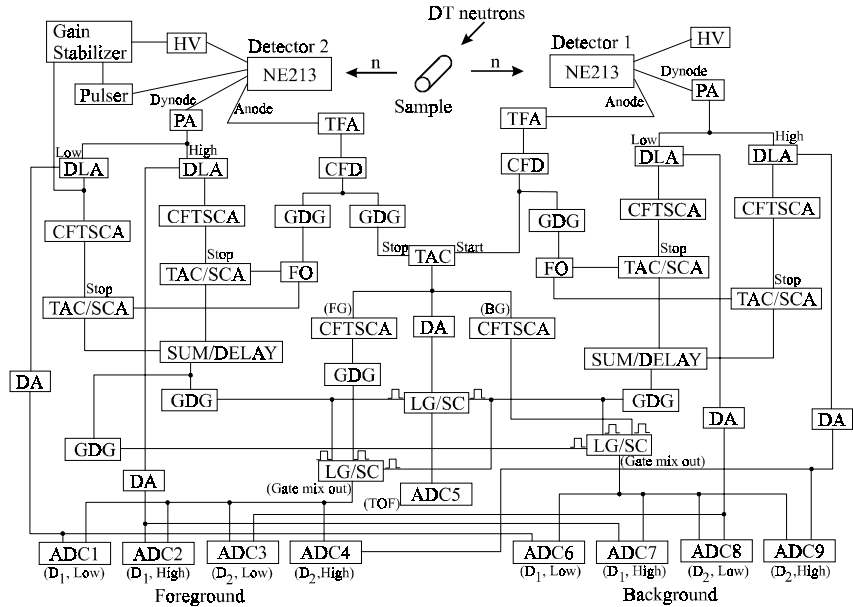 DT neutrons
Gain
Stabilizer
HV
Detector 2
NE213
n
n
Sample
Detector 1
NE213
HV
Pulser
Dynode
PA
Anode
TFA
TFA
Anode
Dynode
PA
Low
DLA
High
DLA
CFD
CFD
Low
DLA
High
DLA
CFTSCA
CFTSCA
GDG
GDG
GDG
CFTSCA
CFTSCA
Stop
TAC
Start
Stop
TAC/SCA
FO
FO
Stop
TAC/SCA
Stop
TAC/SCA
Stop
TAC/SCA
(FG)
CFTSCA
DA
(BG)
CFTSCA
SUM/DELAY
SUM/DELAY
DA
GDG
GDG
LG/SC
GDG
DA
DA
GDG
LG/SC
LG/SC
(Gate mix out)
(Gate mix out)
DA
(TOF)
ADC5
ADC1
ADC2
ADC3
ADC4
ADC6
ADC7
ADC8
ADC9
(D1, Low)
(D1, High)
(D2, Low)
(D2,High)
(D1, Low)
(D1, High)
(D2, Low)
(D2,High)
Foreground
Background